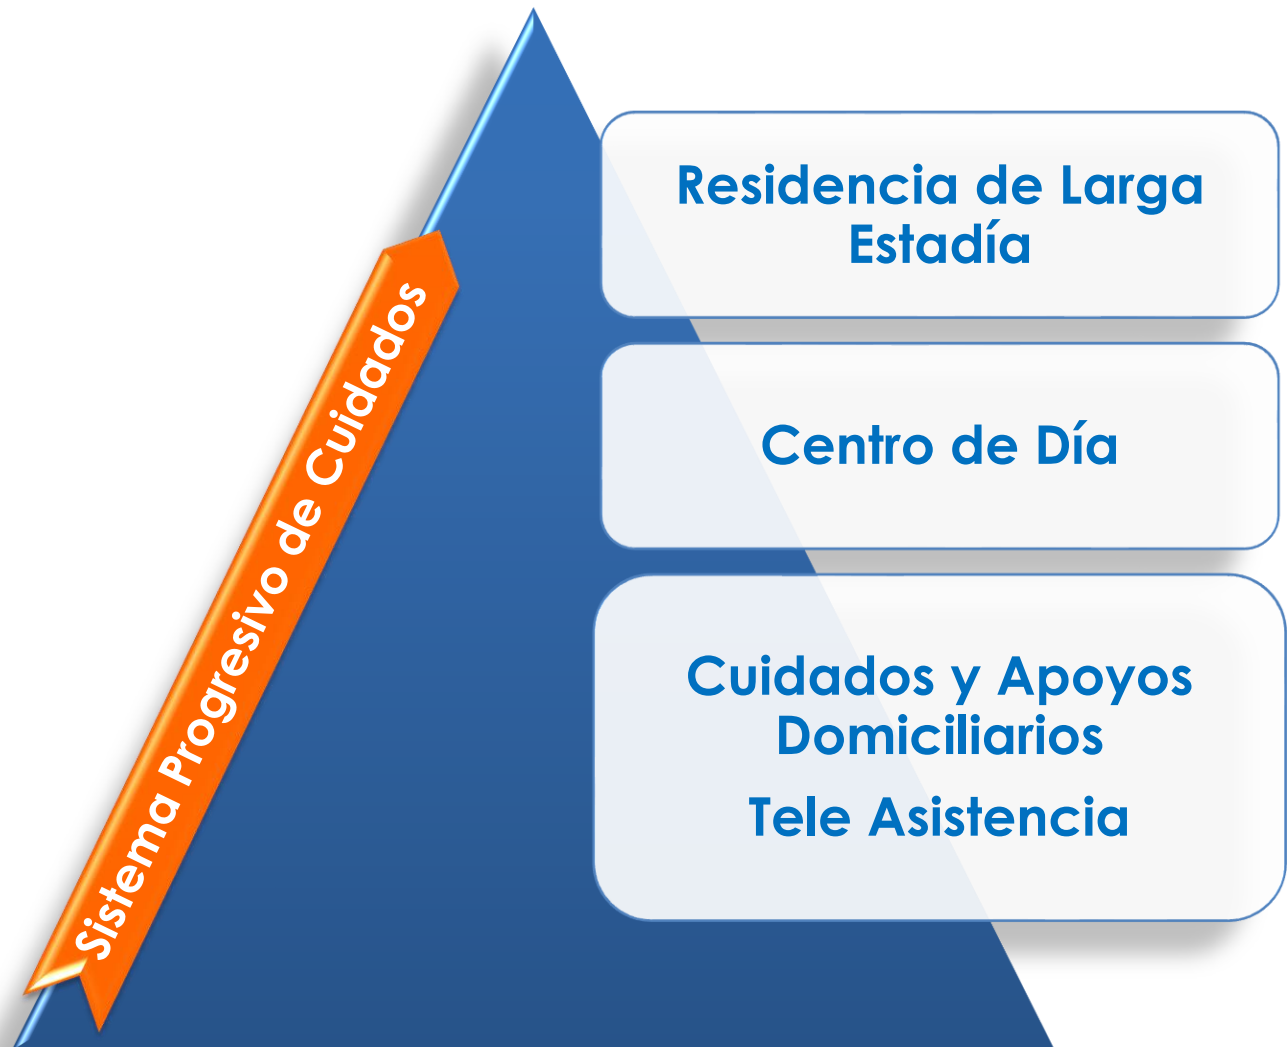 Sistema Progresivo de Cuidados
Residencia de Larga
Estadía
Centro de Día
Cuidados y Apoyos
Domiciliarios
Tele Asistencia